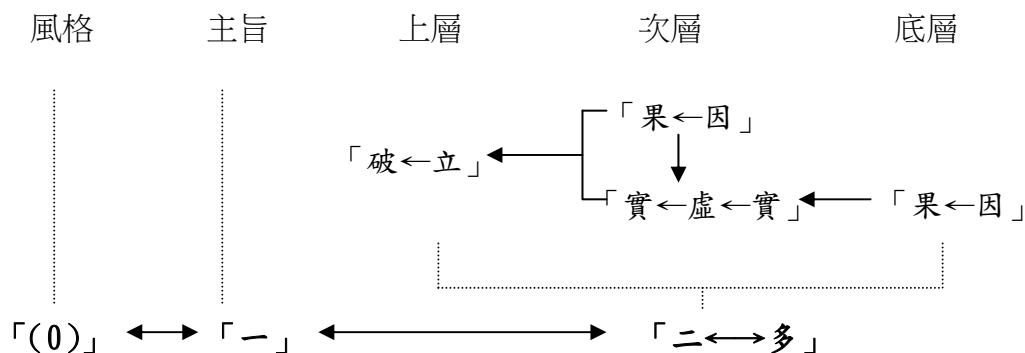 風格 主旨 上層 次層 底層
「果←因」
「破←立」
「實←虛←實」 「果←因」
「(0)」 「一」 「二←→多」